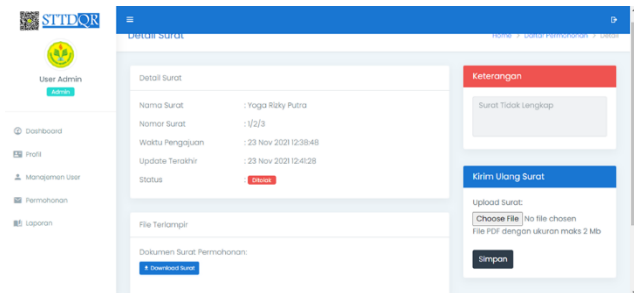 STTDQR
User Admin
Admin
Dashboard
Profil
Manajemen User
Permohonan
Laporan
Detail Surat
Home / Daftar Permohonan / Detail
Detail Surat
Nama Surat : Yoga Rizky Putra
Nomor Surat : 1/2/3
Waktu Pengajuan : 23 Nov 2021 12:38:48
Update Terakhir : 23 Nov 2021 12:41:28
Status : Ditolak
File Terlampir
Dokumen Surat Permohonan:
Download Surat
Keterangan
Surat Tidak Lengkap
Kirim Ulang Surat
Upload Surat:
Choose File No file chosen
File PDF dengan ukuran maks 2 Mb
Simpan